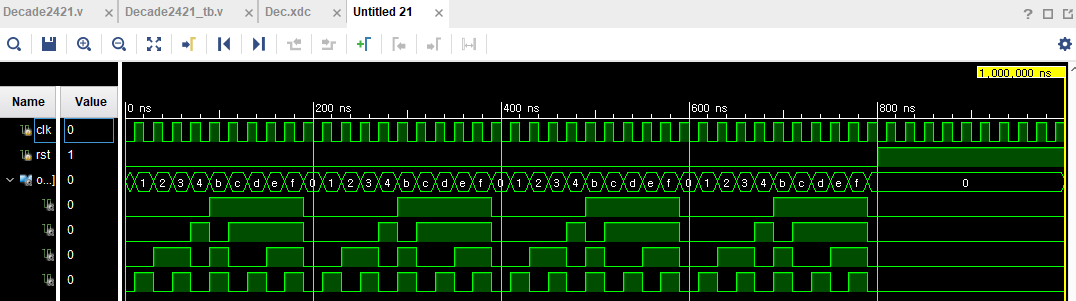 Decade2421.v Decade2421_tb.v Dec.xdc Untitled 21
1,000,000 ns
Name Value 0 ns 200 ns 400 ns 600 ns 800 ns
clk 0
rst 1
o...] 0 1 2 3 4 b c d e f 0 1 2 3 4 b c d e f 0 1 2 3 4 b c d e f 0 1 2 3 4 b c d e f 0
0
0
0
0